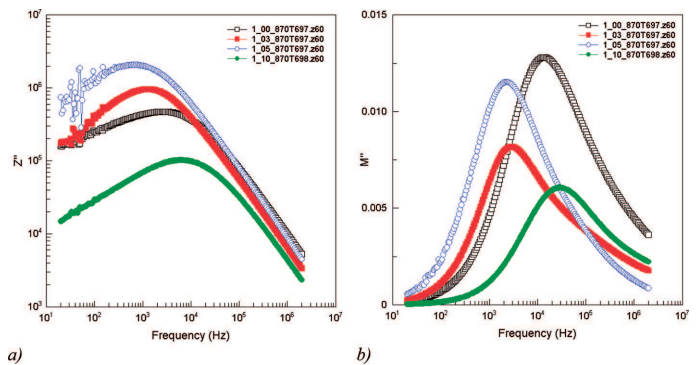 1_00_870T697.z60
1_03_870T697.z60
1_05_870T697.z60
1_10_870T698.z60
Z"
10⁷
10⁶
10⁵
10⁴
10³
10¹ 10² 10³ 10⁴ 10⁵ 10⁶ 10⁷
Frequency (Hz)
a)
1_00_870T697.z60
1_03_870T697.z60
1_05_870T697.z60
1_10_870T698.z60
M"
0.015
0.010
0.005
0
10¹ 10² 10³ 10⁴ 10⁵ 10⁶ 10⁷
Frequency (Hz)
b)